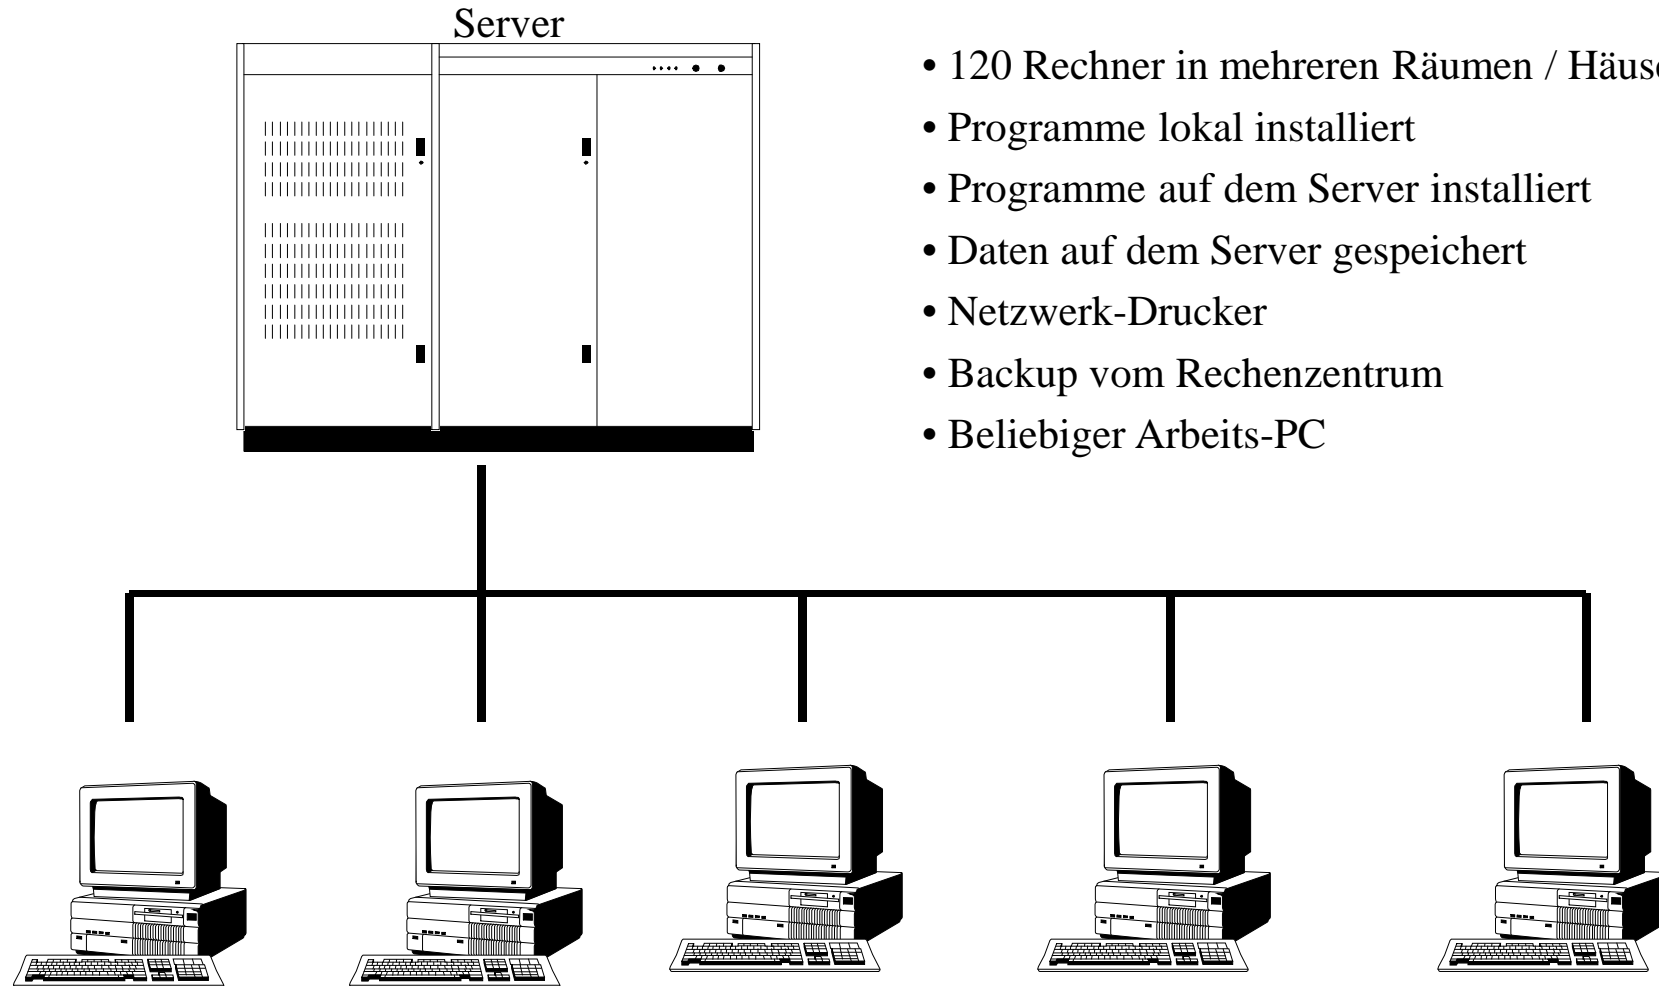 Server
• 120 Rechner in mehreren Räumen /
• Programme lokal installiert
• Programme auf dem Server installiert
• Daten auf dem Server gespeichert
• Netzwerk-Drucker
• Backup vom Rechenzentrum
• Beliebiger Arbeits-PC